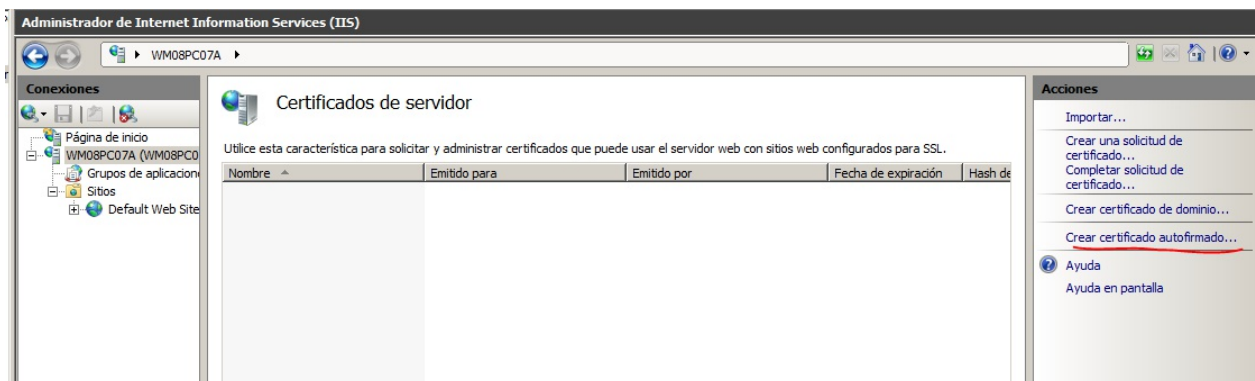 Administrador de Internet Information Services (IIS)
WM08PC07A
Conexiones
Página de inicio
WM08PC07A (WM08PC0
Grupos de aplicacion
Sitios
Default Web Site
Certificados de servidor
Utilice esta característica para solicitar y administrar certificados que puede usar el servidor web con sitios web configurados para SSL.
Nombre Emitido para Emitido por Fecha de expiración Hash de
Acciones
Importar...
Crear una solicitud de
certificado...
Completar solicitud de
certificado...
Crear certificado de dominio...
Crear certificado autofirmado...
Ayuda
Ayuda en pantalla